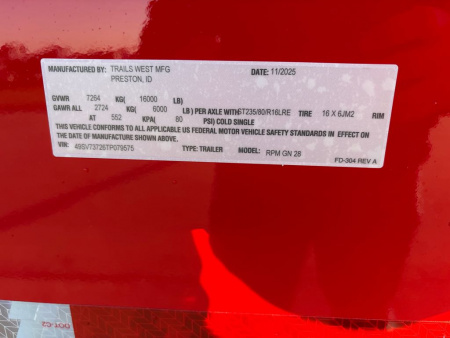 MANUFACTURED BY: TRAILS WEST MFG DATE: 11/2025
PRESTON, ID
GVWR 7264 KG( 16000 LB)
GAWR ALL 2724 KG( 6000 LB) PER AXLE WITH ST235/80/R16LRE TIRE 16 X 6JM2 RIM
AT 552 KPA( 80 PSI) COLD SINGLE
THIS VEHICLE CONFORMS TO ALL APPLICABLE US FEDERAL MOTOR VEHICLE SAFETY STANDARDS IN EFFECT ON
THE DATE OF MANUFACTURE SHOWN ABOVE.
VIN: 49SV73726TP079575 TYPE: TRAILER MODEL: RPM GN 28
FD-304 REV A
DOT-C2